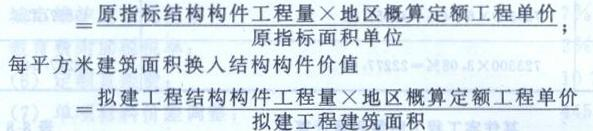 =原指标结构构件工程量×地区概算定额工程单价/原指标面积单位;
每平方米建筑面积换入结构构件价值
=拟建工程结构构件工程量×地区概算定额工程单价/拟建工程建筑面积